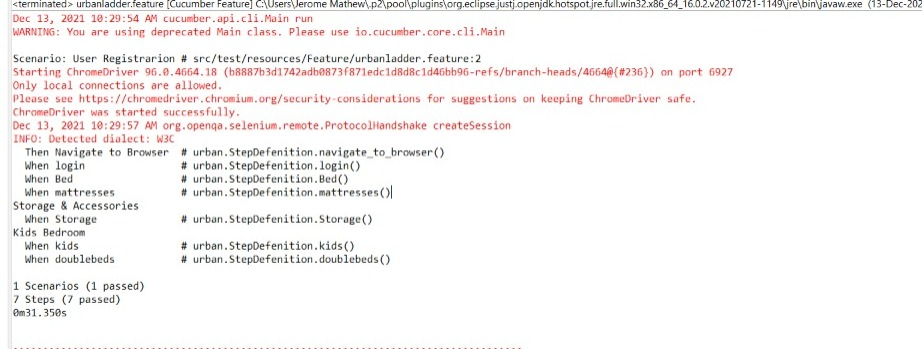 <terminated> urbanladder.feature [Cucumber Feature] C:\Users\Jerome Mathew\.p2\pool\plugins\org.eclipse.justj.openjdk.hotspot.jre.full.win32.x86_64_16.0.2.v20210721-1149\jre\bin\javaw.exe (13-Dec-202
Dec 13, 2021 10:29:54 AM cucumber.api.cli.Main run
WARNING: You are using deprecated Main class. Please use io.cucumber.core.cli.Main
Scenario: User Registrarion # src/test/resources/Feature/urbanladder.feature:2
Starting ChromeDriver 96.0.4664.18 (b8887b3d1742adb0873f871edc1d8d8c1d46bb96-refs/branch-heads/4664@{#236}) on port 6927
Only local connections are allowed.
Please see https://chromedriver.chromium.org/security-considerations for suggestions on keeping ChromeDriver safe.
ChromeDriver was started successfully.
Dec 13, 2021 10:29:57 AM org.openqa.selenium.remote.ProtocolHandshake createSession
INFO: Detected dialect: W3C
Then Navigate to Browser # urban.StepDefenition.navigate_to_browser()
When login # urban.StepDefenition.login()
When Bed # urban.StepDefenition.Bed()
When mattresses # urban.StepDefenition.mattresses()
Storage & Accessories
When Storage # urban.StepDefenition.Storage()
Kids Bedroom
When kids # urban.StepDefenition.kids()
When doublebeds # urban.StepDefenition.doublebeds()
1 Scenarios (1 passed)
7 Steps (7 passed)
0m31.350s